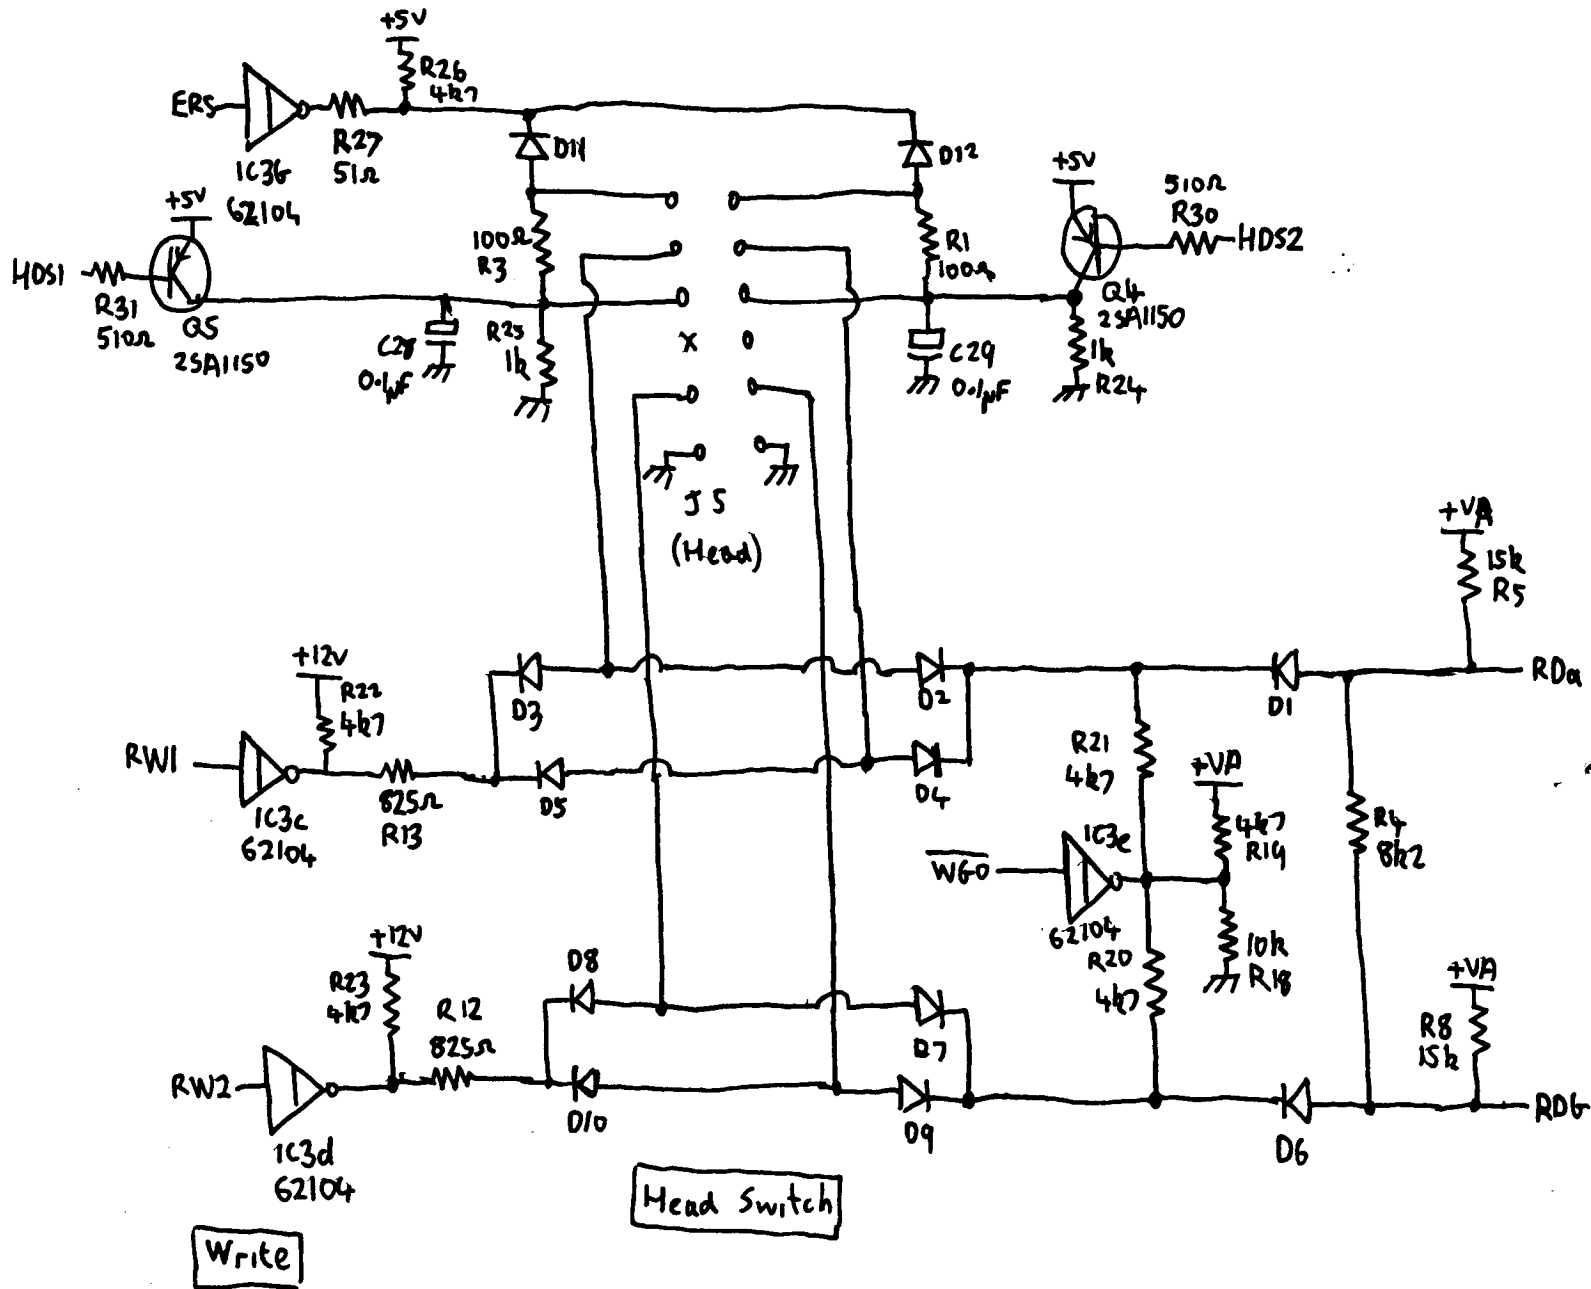 +5V
ERS
R26
4k7
R27
51Ω
IC3b
62104
D11
D12
+5V
HDS1
R31
510Ω
Q5
2SA1150
100Ω
R3
R25
1k
C28
0.1μF
+5V
510Ω
R30
HDS2
R1
100Ω
Q4
2SA1150
C29
0.1μF
1k
R24
x
J5
(Head)
+VA
15k
R5
RDa
+12V
R22
4k7
RW1
IC3c
62104
825Ω
R13
D3
D5
D2
D4
D1
R21
4k7
+VA
4k7
R19
IC3e
WG0
62104
R4
8k2
R20
4k7
10k
R18
+12V
R23
4k7
R12
825Ω
RW2
IC3d
62104
D8
D10
D7
D9
D6
+VA
R8
15k
RDb
Head Switch
Write